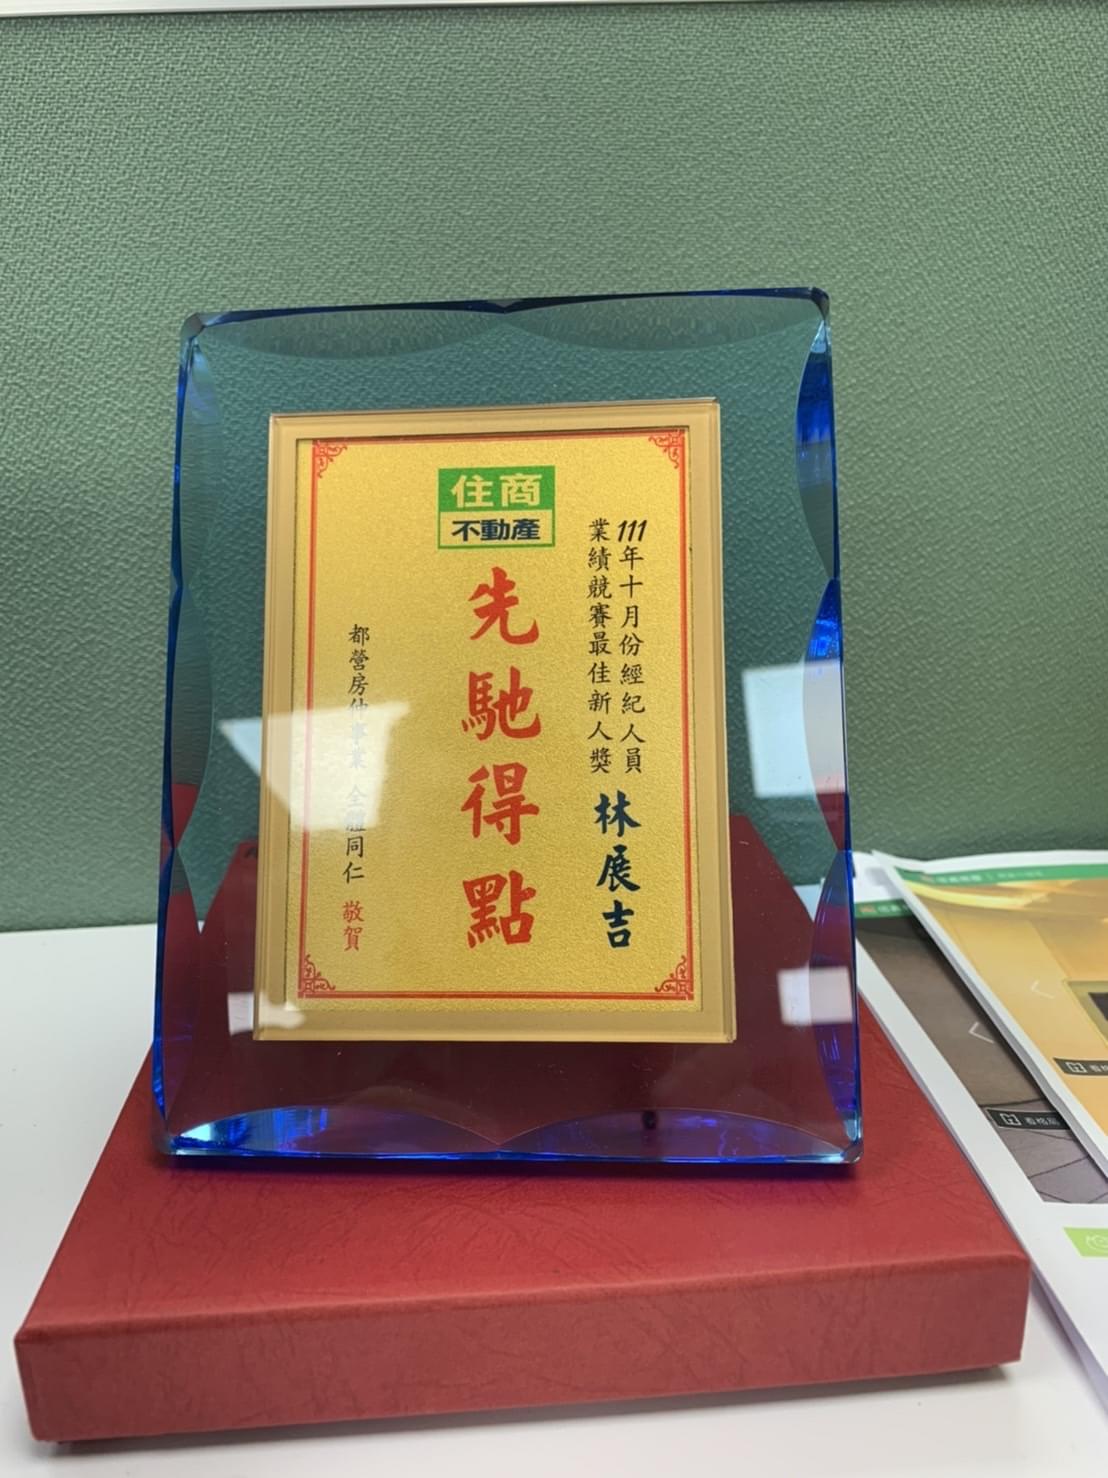 住商
不動產
111年十月份經紀人員
業績競賽最佳新人獎
林展吉
先馳得點
都營房仲事業 全體同仁 敬賀